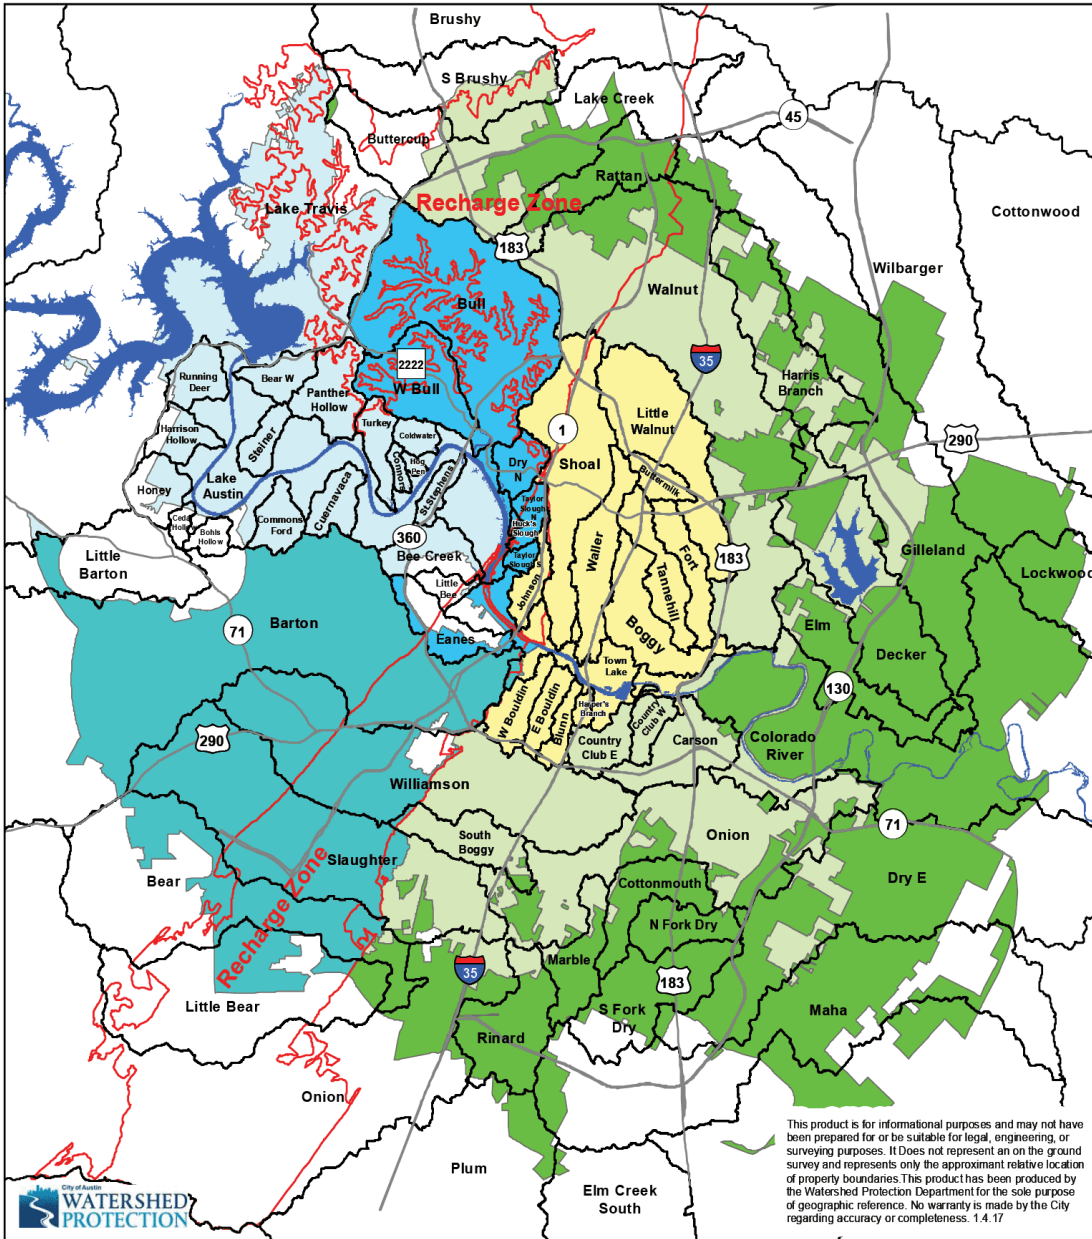 Brushy
S Brushy
Lake Creek
45
Buttercup
Rattan
Lake Travis
Recharge Zone
Cottonwood
183
Wilbarger
Walnut
Bull
35
2222
W Bull
Running
Deer
Bear W
Panther
Hollow
Harris
Branch
Little
Walnut
Turkey
Coldwater
1
Harrison
Hollow
Steiner
290
Hog
Pen
Connors
Dry
N
Shoal
Buttermilk
Lake
Austin
Honey
Cuernavaca
St. Stephens
Taylor
Slough
N
Commons
Ford
Cedar
Hollow
Bohls
Hollow
360
Huck's
Slough
Waller
Fort
183
Gilleland
Little
Barton
Bee Creek
Taylor
Slough S
Lockwood
Little
Bee
Johnson
Tannehill
71
Barton
Eanes
Boggy
Elm
Decker
Town
Lake
130
W Bouldin
E Bouldin
Blunn
Harper's
Branch
Country
Club W
290
Country
Club E
Carson
Colorado
River
Williamson
South
Boggy
Onion
71
Slaughter
Bear
Cottonmouth
Dry E
Recharge Zone
N Fork Dry
35
Marble
183
Little Bear
S Fork
Dry
Maha
Rinard
Onion
Plum
Elm Creek
South
This product is for informational purposes and may not have
been prepared for or be suitable for legal, engineering, or
surveying purposes. It Does not represent an on the ground
survey and represents only the approximant relative location
of property boundaries.This product has been produced by
the Watershed Protection Department for the sole purpose
of geographic reference. No warranty is made by the City
regarding accuracy or completeness. 1.4.17
City of Austin
WATERSHED
PROTECTION